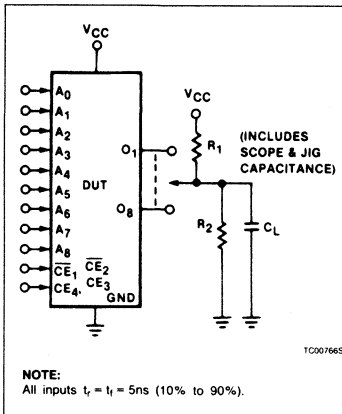 VCC
A0
A1
A2
A3
A4
A5
A6
A7
A8
CE1 CE2
CE4, CE3
GND
DUT
O1
O8
VCC
R1
(INCLUDES
SCOPE & JIG
CAPACITANCE)
R2
CL
TC00766S
NOTE:
All inputs tr = tf = 5ns (10% to 90%).